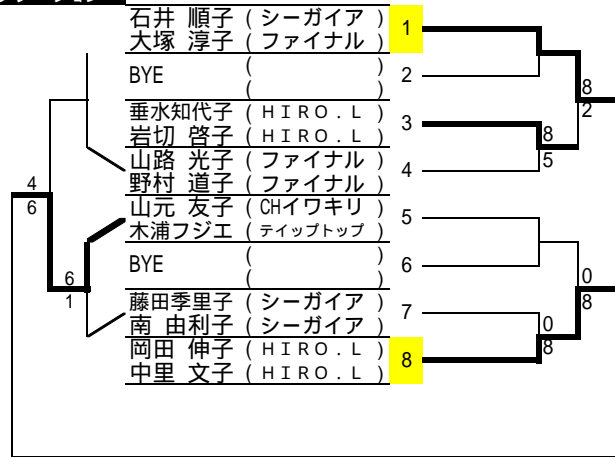 石井 順子 ( シーガイア ) 1
大塚 淳子 ( ファイナル )
BYE ( ) 2
( )
垂水知代子 ( ＨＩＲＯ．Ｌ ) 3
岩切 啓子 ( ＨＩＲＯ．Ｌ )
山路 光子 ( ファイナル ) 4
野村 道子 ( ファイナル )
山元 友子 ( CHイワキリ ) 5
木浦フジエ ( テイップトップ )
BYE ( ) 6
( )
藤田季里子 ( シーガイア ) 7
南 由利子 ( シーガイア )
岡田 伸子 ( ＨＩＲＯ．Ｌ ) 8
中里 文子 ( ＨＩＲＯ．Ｌ )
4
6
6
1
8
2
8
5
0
8
0
8